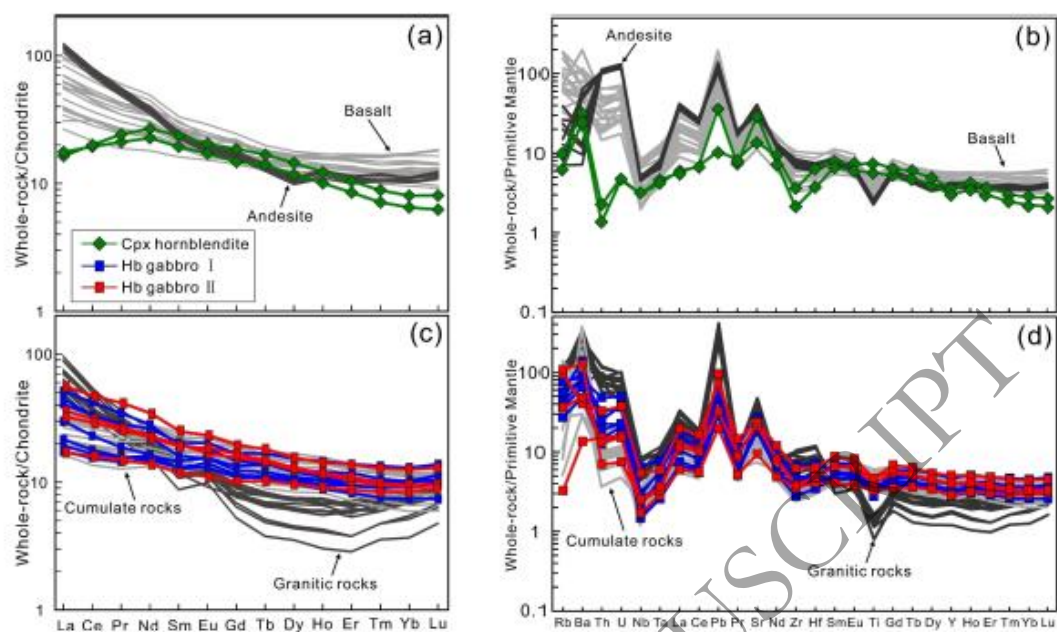 (a)
Whole-rock/Chondrite
100
10
1
Basalt
Andesite
Cpx hornblendite
Hb gabbro Ⅰ
Hb gabbro Ⅱ
(b)
Whole-rock/Primitive Mantle
100
10
1
0.1
Andesite
Basalt
(c)
Whole-rock/Chondrite
100
10
1
Cumulate rocks
Granitic rocks
La Ce Pr Nd Sm Eu Gd Tb Dy Ho Er Tm Yb Lu
(d)
Whole-rock/Primitive Mantle
100
10
1
0.1
Cumulate rocks
Granitic rocks
Rb Ba Th U Nb Ta La Ce Pb Pr Sr Nd Zr Hf Sm Eu Ti Gd Tb Dy Y Ho Er Tm Yb Lu
USCRIPT